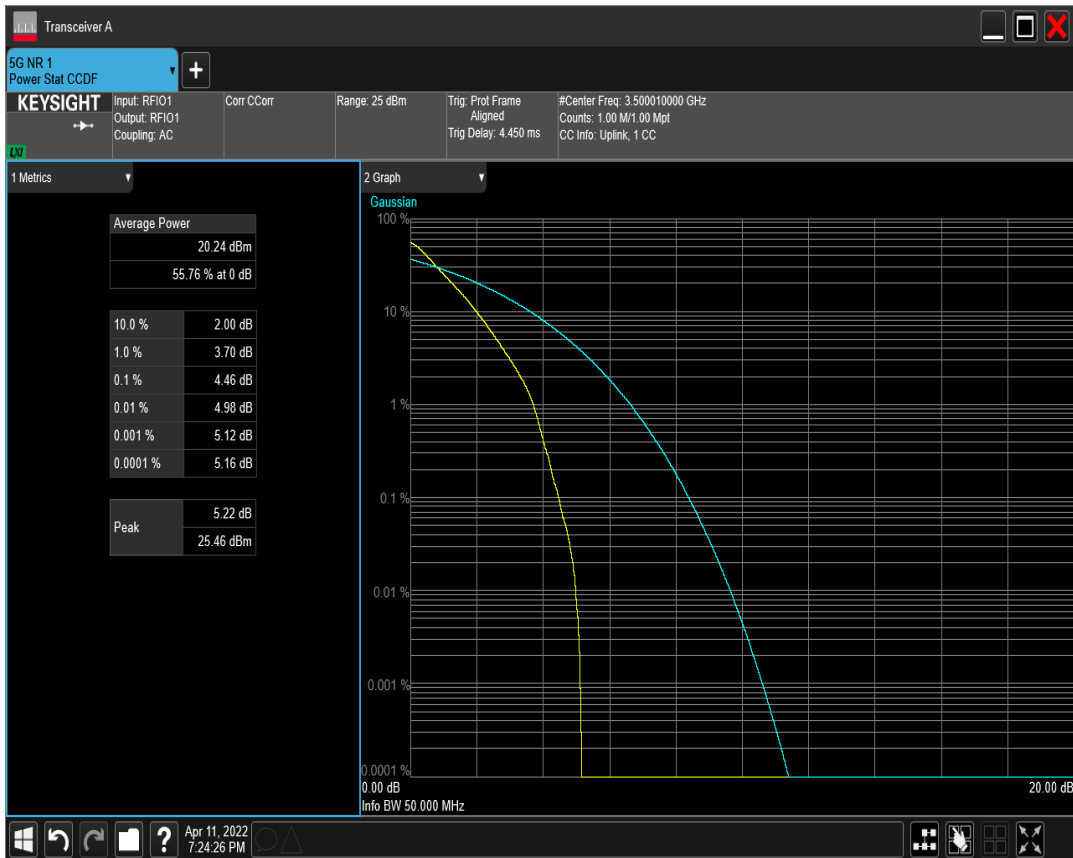 Transceiver A
5G NR 1
Power Stat CCDF
+
KEYSIGHT
LXI
Input: RFIO1
Output: RFIO1
Coupling: AC
Corr CCorr
Range: 25 dBm
Trig: Prot Frame
Aligned
Trig Delay: 4.450 ms
#Center Freq: 3.500010000 GHz
Counts: 1.00 M/1.00 Mpt
CC Info: Uplink, 1 CC
1 Metrics
Average Power
20.24 dBm
55.76 % at 0 dB
10.0 % 2.00 dB
1.0 % 3.70 dB
0.1 % 4.46 dB
0.01 % 4.98 dB
0.001 % 5.12 dB
0.0001 % 5.16 dB
Peak
5.22 dB
25.46 dBm
2 Graph
Gaussian
100 %
10 %
1 %
0.1 %
0.01 %
0.001 %
0.0001 %
0.00 dB 20.00 dB
Info BW 50.000 MHz
?
Apr 11, 2022
7:24:26 PM